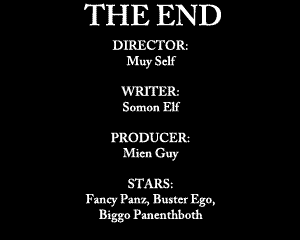 THE END
DIRECTOR:
Muy Self
WRITER:
Somon Elf
PRODUCER:
Mien Guy
STARS:
Fancy Panz, Buster Ego,
Biggo Panenthboth